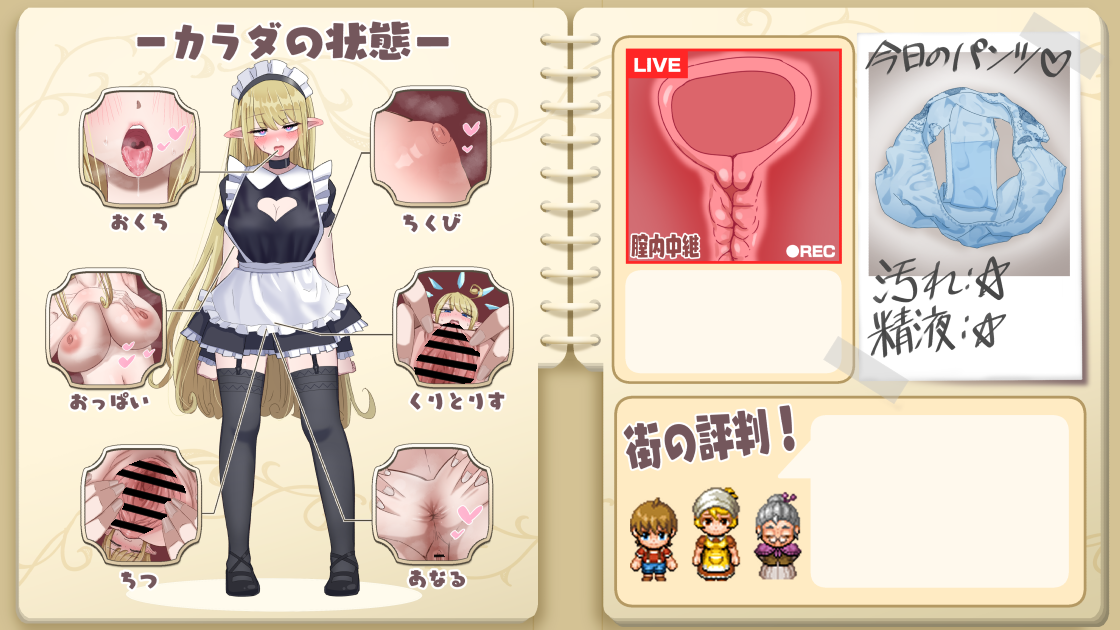 ーカラダの状態ー
おくち
ちくび
おっぱい
くりとりす
ちつ
あなる
LIVE
膣内中継
●REC
今日のパンツ♡
汚れ:☆
精液:☆
街の評判！